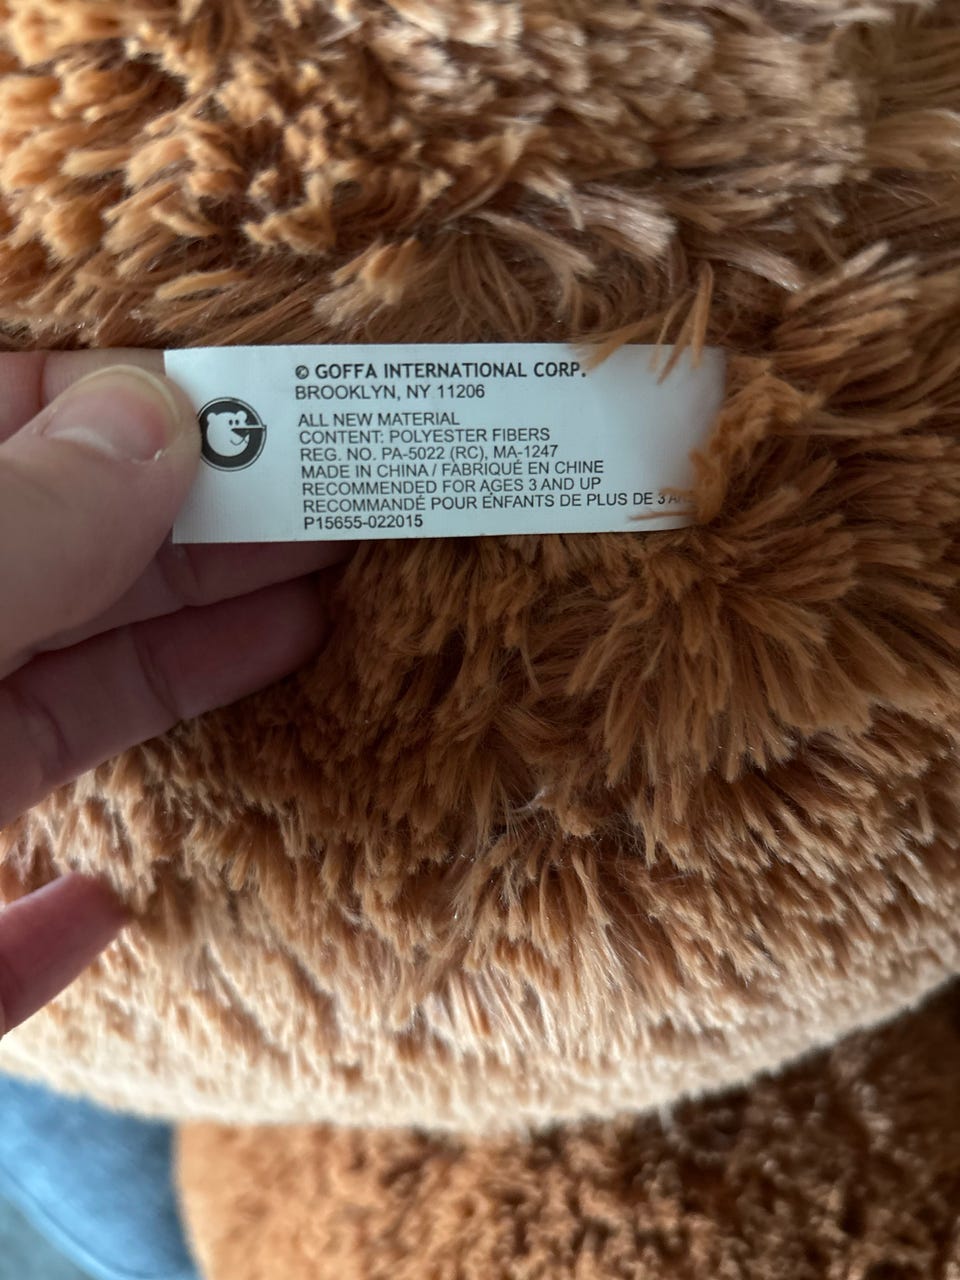 © GOFFA INTERNATIONAL CORP.
BROOKLYN, NY 11206
ALL NEW MATERIAL
CONTENT: POLYESTER FIBERS
REG. NO. PA-5022 (RC), MA-1247
MADE IN CHINA / FABRIQUÉ EN CHINE
RECOMMENDED FOR AGES 3 AND UP
RECOMMANDÉ POUR ENFANTS DE PLUS DE 3
P15655-022015